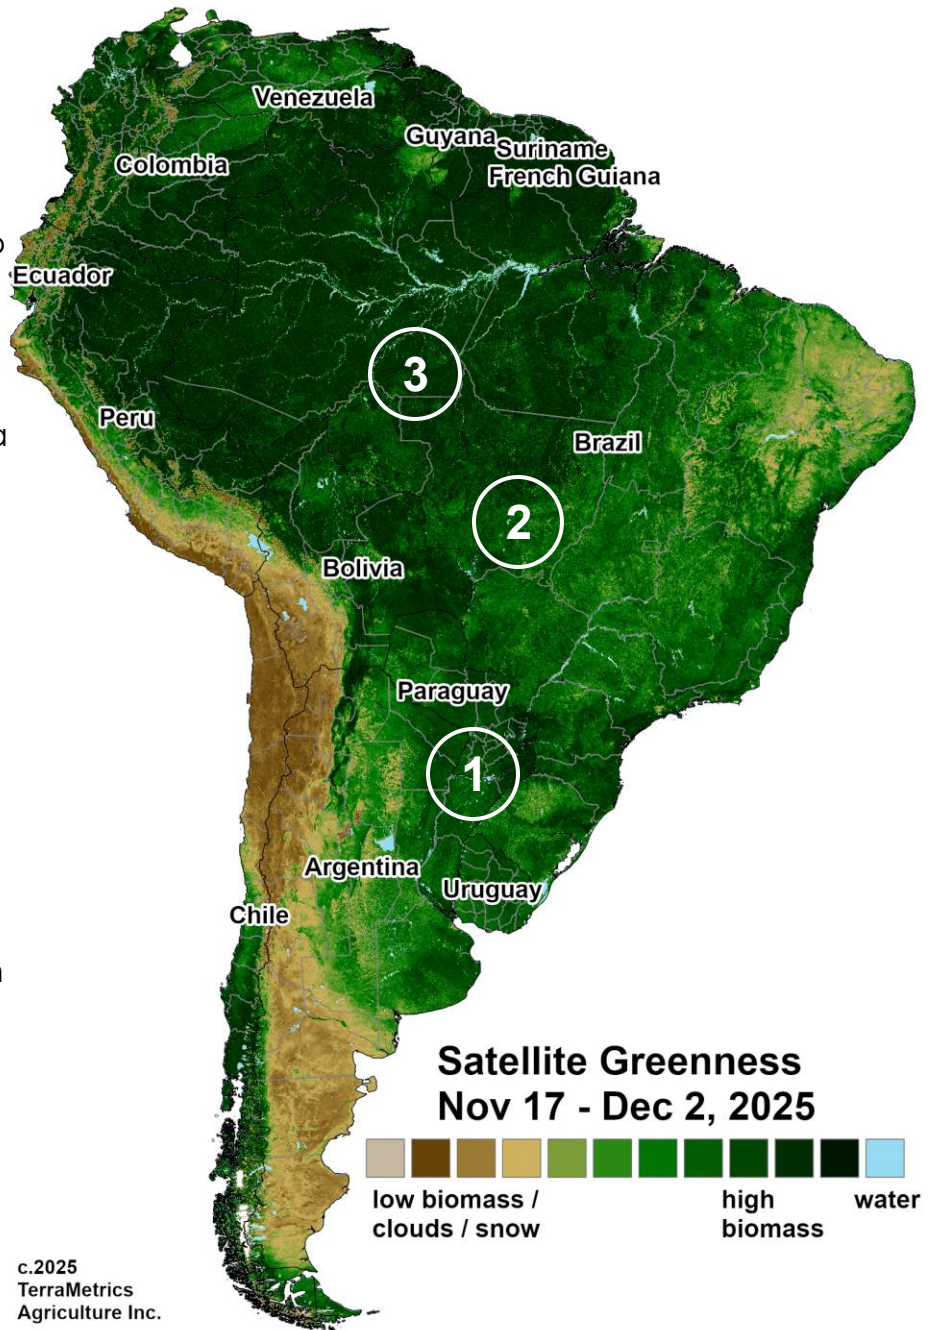 Venezuela
Guyana
Suriname
French Guiana
Colombia
Ecuador
3
Peru
Brazil
2
Bolivia
Paraguay
1
Argentina
Uruguay
Chile
Satellite Greenness
Nov 17 - Dec 2, 2025
low biomass /
clouds / snow
high
biomass
water
c.2025
TerraMetrics
Agriculture Inc.